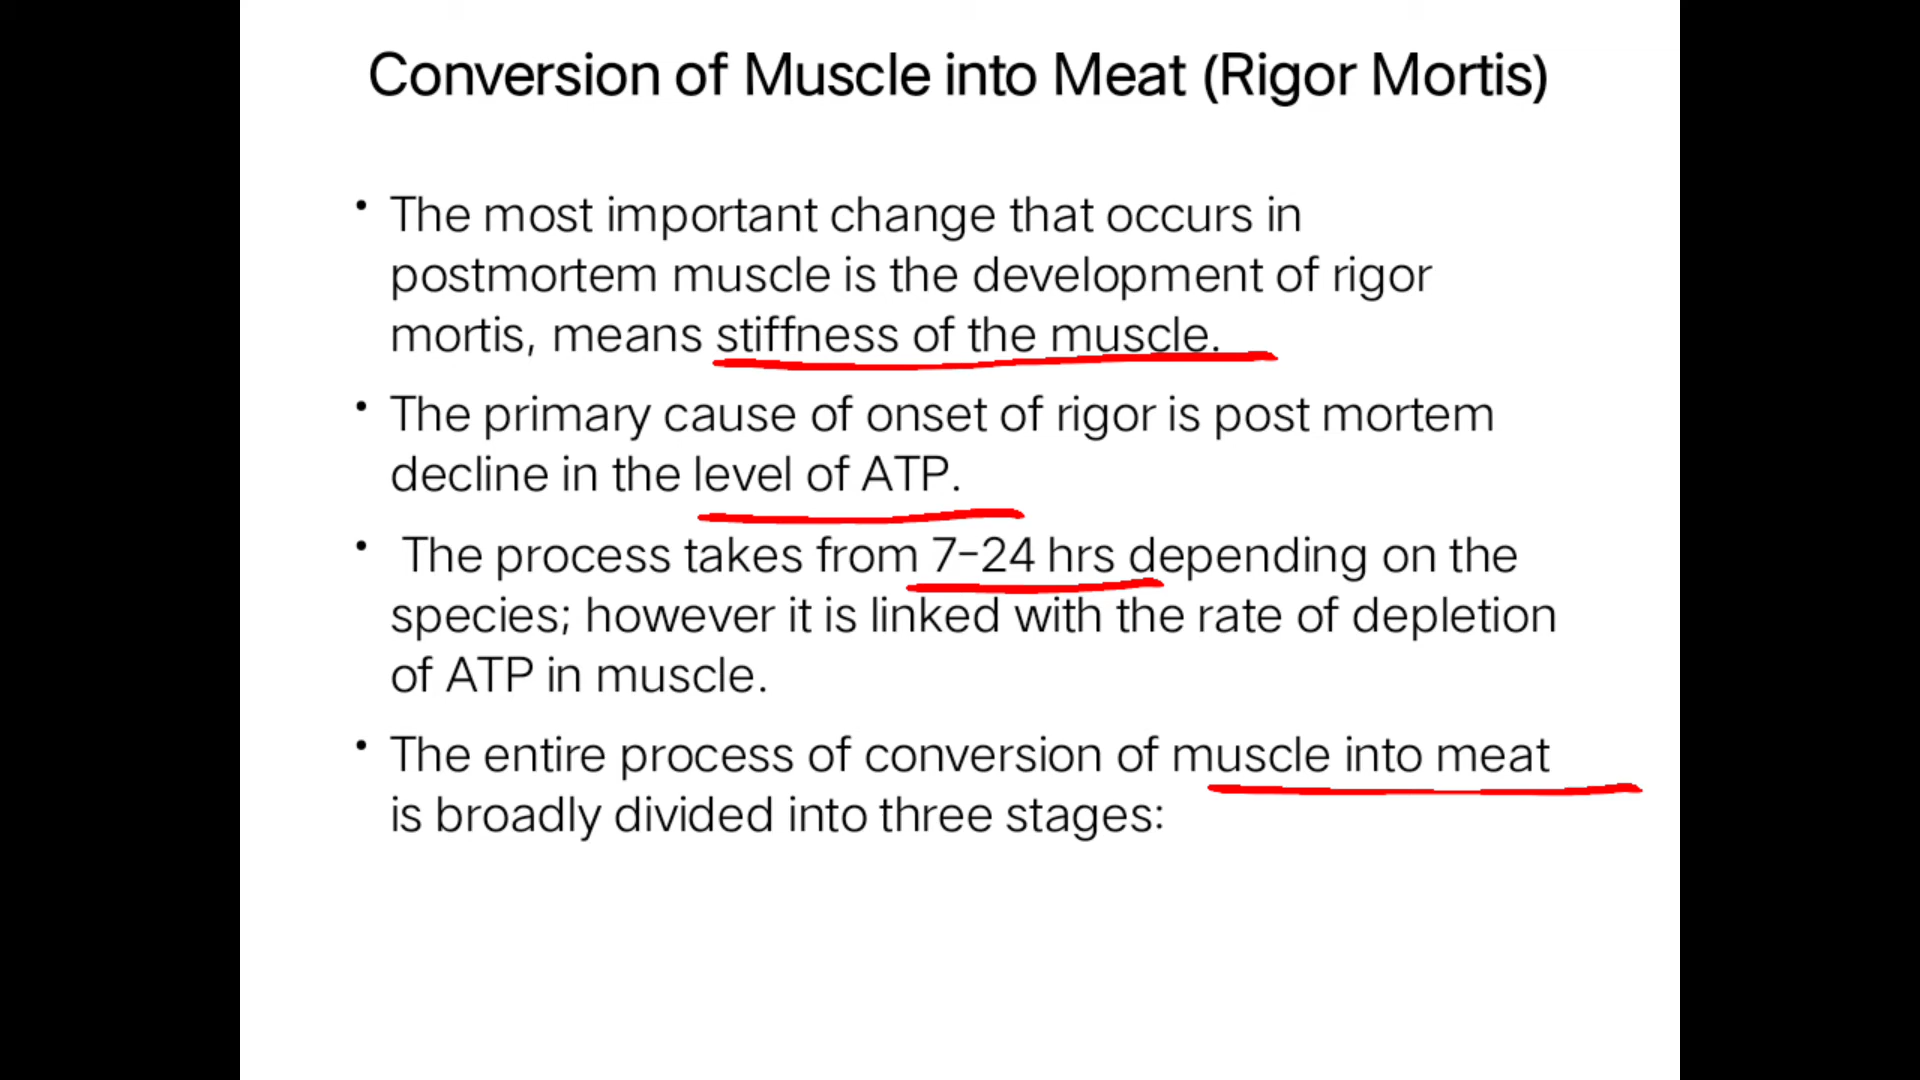 Conversion of Muscle into Meat (Rigor Mortis)
• The most important change that occurs in
postmortem muscle is the development of rigor
mortis, means stiffness of the muscle.
• The primary cause of onset of rigor is post mortem
decline in the level of ATP.
• The process takes from 7-24 hrs depending on the
species; however it is linked with the rate of depletion
of ATP in muscle.
• The entire process of conversion of muscle into meat
is broadly divided into three stages: